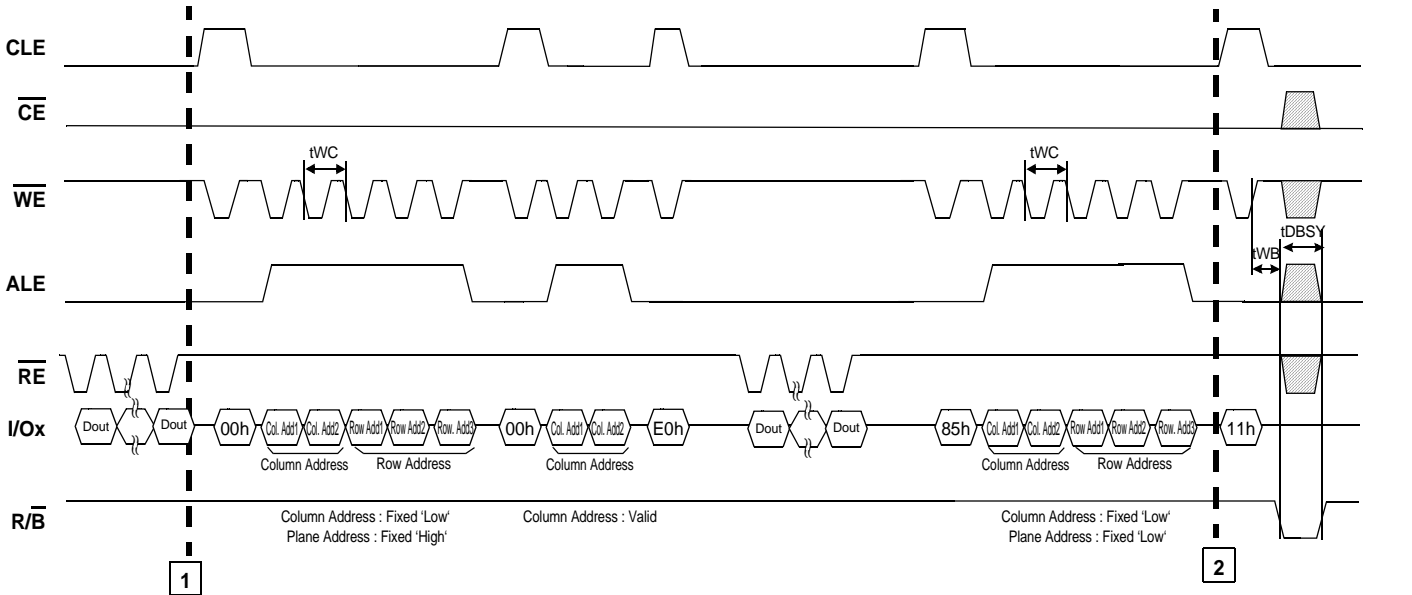 CLE
CE
tWC
tWC
WE
tDBSY
tWB
ALE
RE
I/Ox
Dout
Dout
00h
Col. Add1
Col. Add2
Row Add1
Row Add2
Row. Add3
00h
Col. Add1
Col. Add2
E0h
Dout
Dout
85h
Col. Add1
Col. Add2
Row Add1
Row Add2
Row. Add3
11h
Column Address
Row Address
Column Address
Column Address
Row Address
R/B
Column Address : Fixed ‘Low‘
Plane Address : Fixed ‘High‘
Column Address : Valid
Column Address : Fixed ‘Low‘
Plane Address : Fixed ‘Low‘
1
2